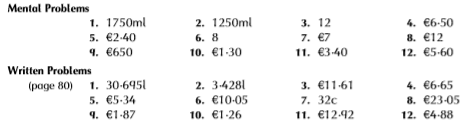 Mental Problems
1. 1750ml 2. 1250ml 3. 12 4. €6·50
5. €2·40 6. 8 7. €7 8. €12
9. €650 10. €1·30 11. €3·40 12. €5·60
Written Problems
(page 80) 1. 30·695l 2. 3·428l 3. €11·61 4. €6·65
5. €5·34 6. €10·05 7. 32c 8. €23·05
9. €1·87 10. €1·26 11. €12·92 12. €4·88